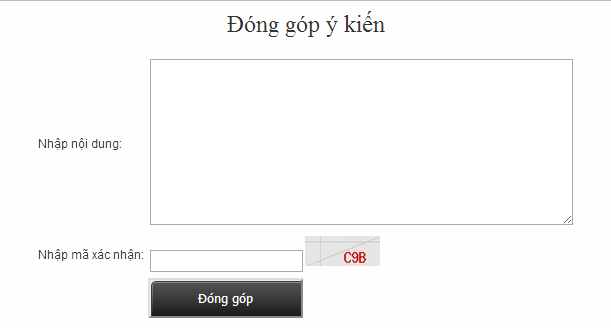 Đóng góp ý kiến
Nhập nội dung:
Nhập mã xác nhận:
C9B
Đóng góp